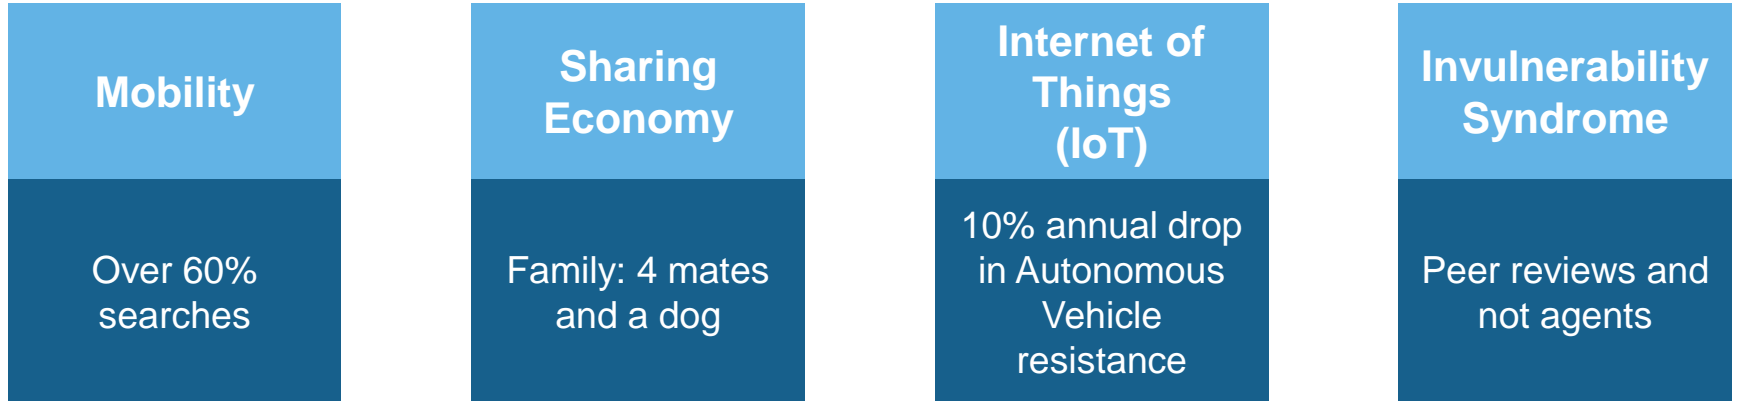 Mobility
Over 60%
searches
Sharing
Economy
Family: 4 mates
and a dog
Internet of
Things
(IoT)
10% annual drop
in Autonomous
Vehicle
resistance
Invulnerability
Syndrome
Peer reviews and
not agents